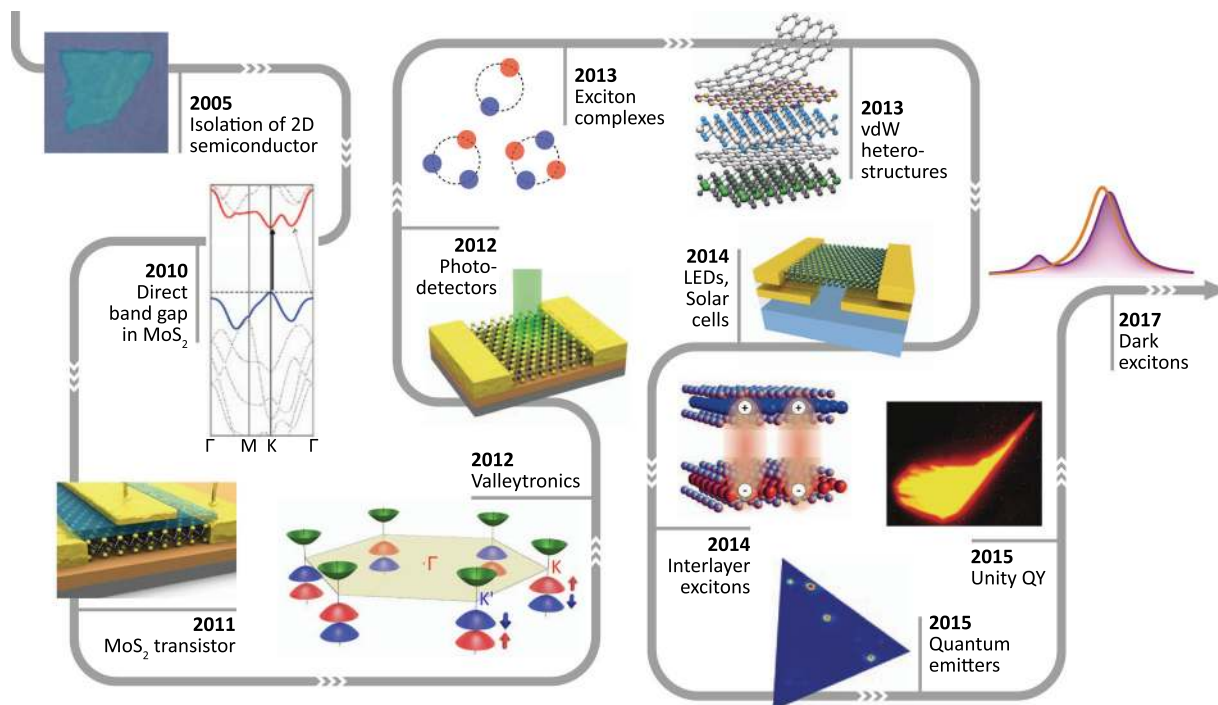 2005
Isolation of 2D
semiconductor
2010
Direct
band gap
in MoS₂
Γ M K Γ
2011
MoS₂ transistor
2012
Valleytronics
Γ
K
K'
2012
Photo-
detectors
2013
Exciton
complexes
2013
vdW
hetero-
structures
2014
LEDs,
Solar
cells
+ +
- -
2014
Interlayer
excitons
2015
Quantum
emitters
2015
Unity QY
2017
Dark
excitons